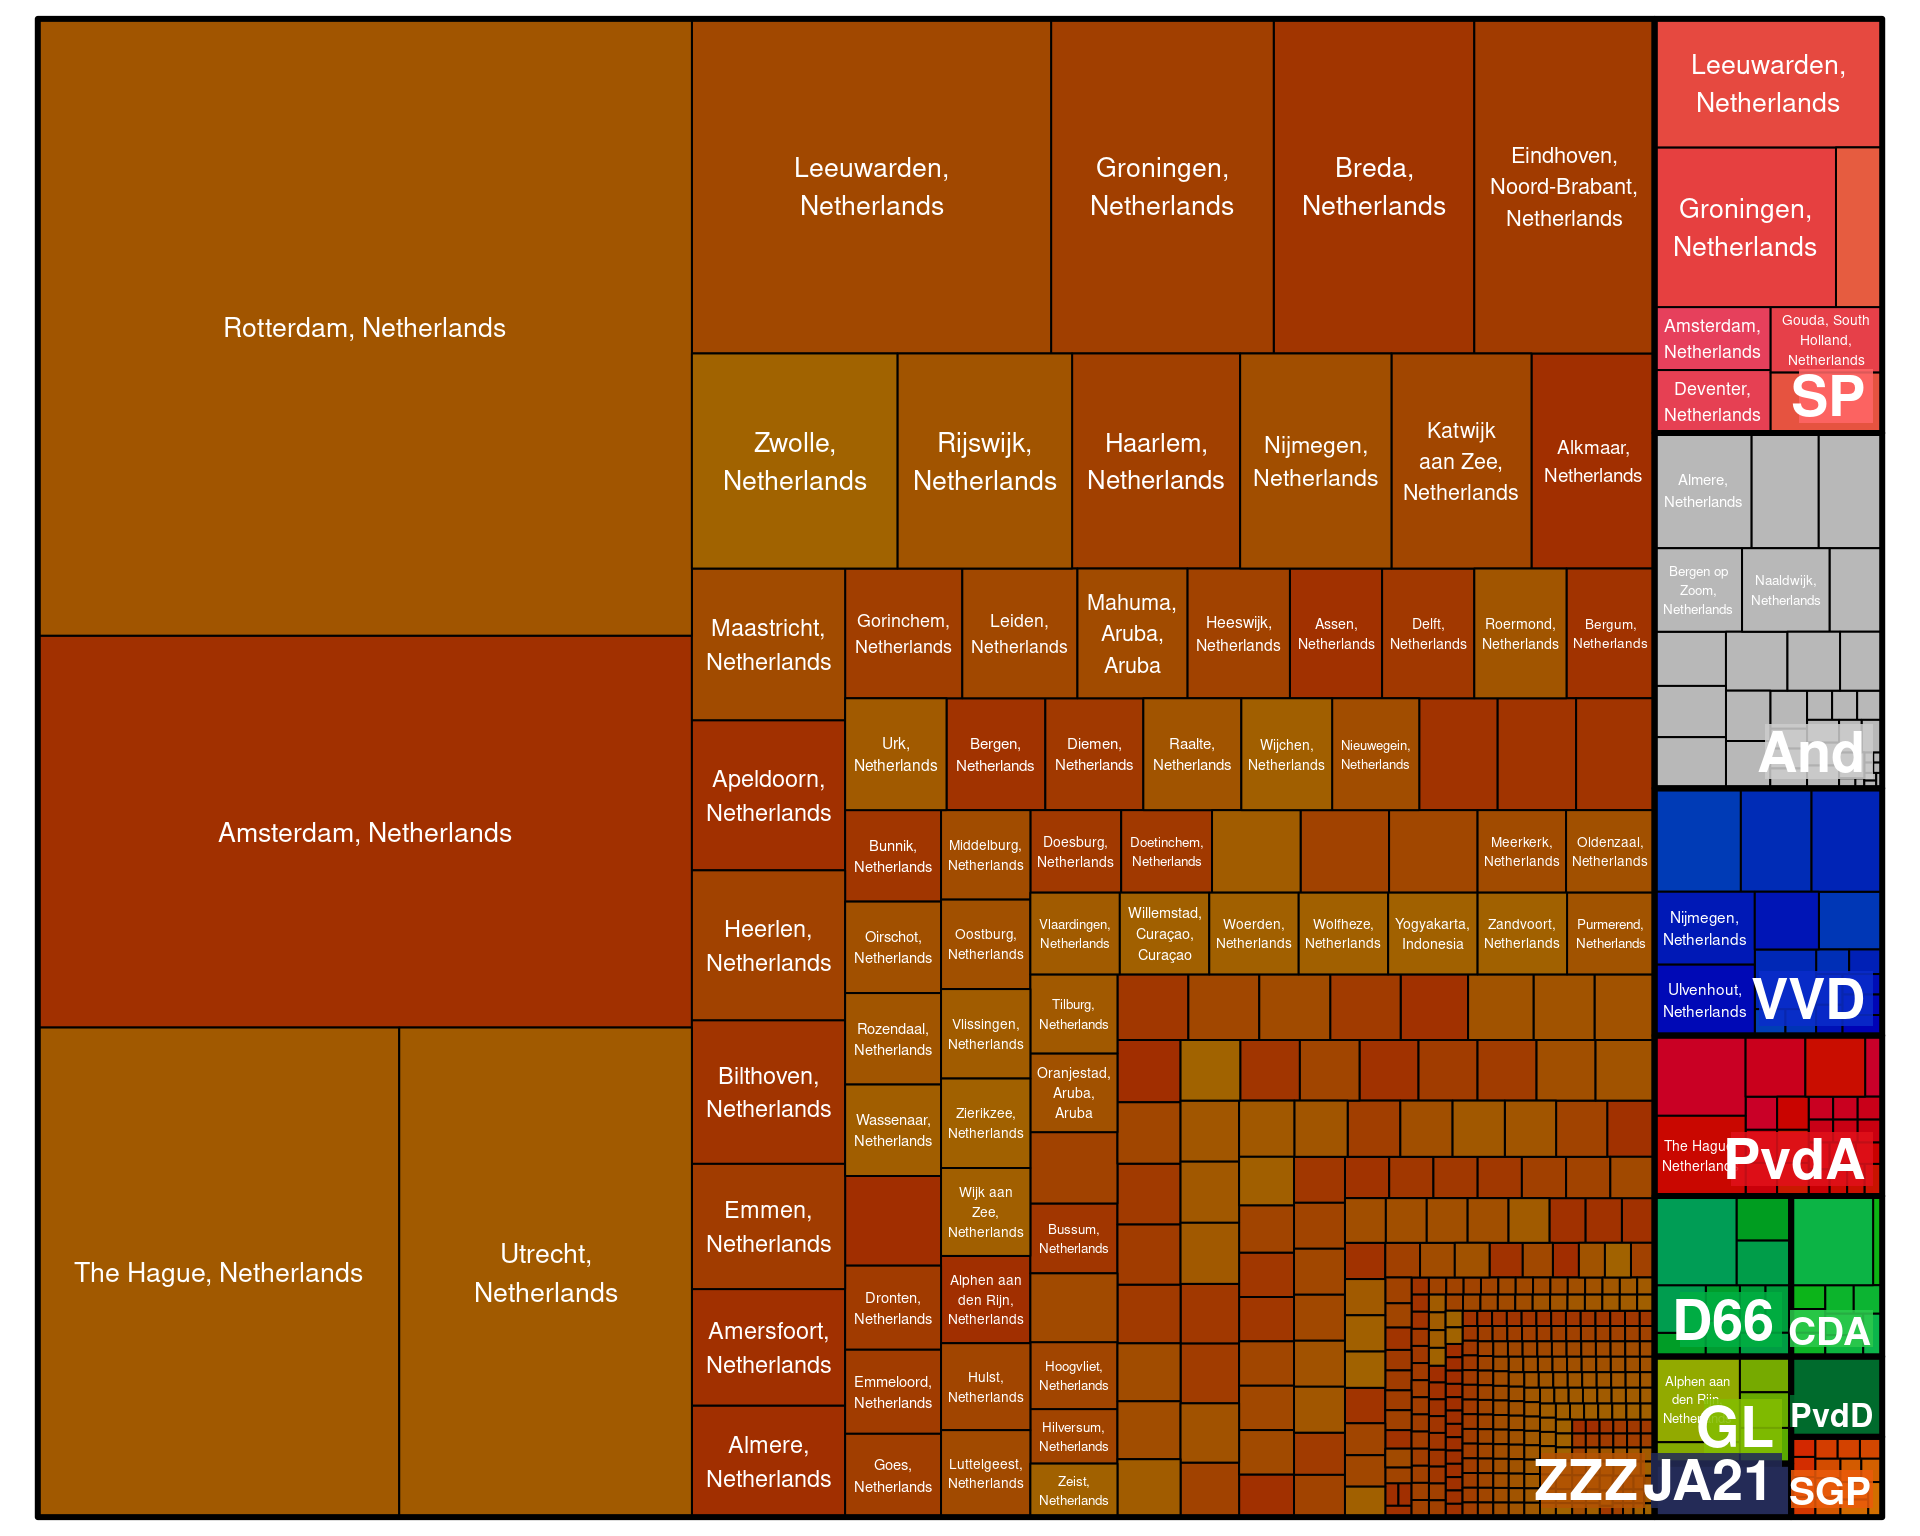 Rotterdam, Netherlands
Amsterdam, Netherlands
The Hague, Netherlands
Utrecht,
Netherlands
Leeuwarden,
Netherlands
Groningen,
Netherlands
Breda,
Netherlands
Eindhoven,
Noord-Brabant,
Netherlands
Zwolle,
Netherlands
Rijswijk,
Netherlands
Haarlem,
Netherlands
Nijmegen,
Netherlands
Katwijk
aan Zee,
Netherlands
Alkmaar,
Netherlands
Maastricht,
Netherlands
Apeldoorn,
Netherlands
Heerlen,
Netherlands
Bilthoven,
Netherlands
Emmen,
Netherlands
Amersfoort,
Netherlands
Almere,
Netherlands
Gorinchem,
Netherlands
Leiden,
Netherlands
Mahuma,
Aruba,
Aruba
Heeswijk,
Netherlands
Assen,
Netherlands
Delft,
Netherlands
Roermond,
Netherlands
Bergum,
Netherlands
Urk,
Netherlands
Bergen,
Netherlands
Diemen,
Netherlands
Raalte,
Netherlands
Wijchen,
Netherlands
Nieuwegein,
Netherlands
Bunnik,
Netherlands
Oirschot,
Netherlands
Rozendaal,
Netherlands
Wassenaar,
Netherlands
Dronten,
Netherlands
Emmeloord,
Netherlands
Goes,
Netherlands
Middelburg,
Netherlands
Oostburg,
Netherlands
Vlissingen,
Netherlands
Zierikzee,
Netherlands
Wijk aan
Zee,
Netherlands
Alphen aan
den Rijn,
Netherlands
Hulst,
Netherlands
Luttelgeest,
Netherlands
Doesburg,
Netherlands
Doetinchem,
Netherlands
Meerkerk,
Netherlands
Oldenzaal,
Netherlands
Vlaardingen,
Netherlands
Willemstad,
Curaçao,
Curaçao
Woerden,
Netherlands
Wolfheze,
Netherlands
Yogyakarta,
Indonesia
Zandvoort,
Netherlands
Purmerend,
Netherlands
Tilburg,
Netherlands
Oranjestad,
Aruba,
Aruba
Bussum,
Netherlands
Hoogvliet,
Netherlands
Hilversum,
Netherlands
Zeist,
Netherlands
ZZZ
Leeuwarden,
Netherlands
Groningen,
Netherlands
Amsterdam,
Netherlands
Gouda, South
Holland,
Netherlands
Deventer,
Netherlands
SP
Almere,
Netherlands
Bergen op
Zoom,
Netherlands
Naaldwijk,
Netherlands
And
Nijmegen,
Netherlands
Ulvenhout,
Netherlands
VVD
The Hague,
Netherlands
PvdA
D66
CDA
Alphen aan
den Rijn,
Netherlands
GL
PvdD
JA21
SGP